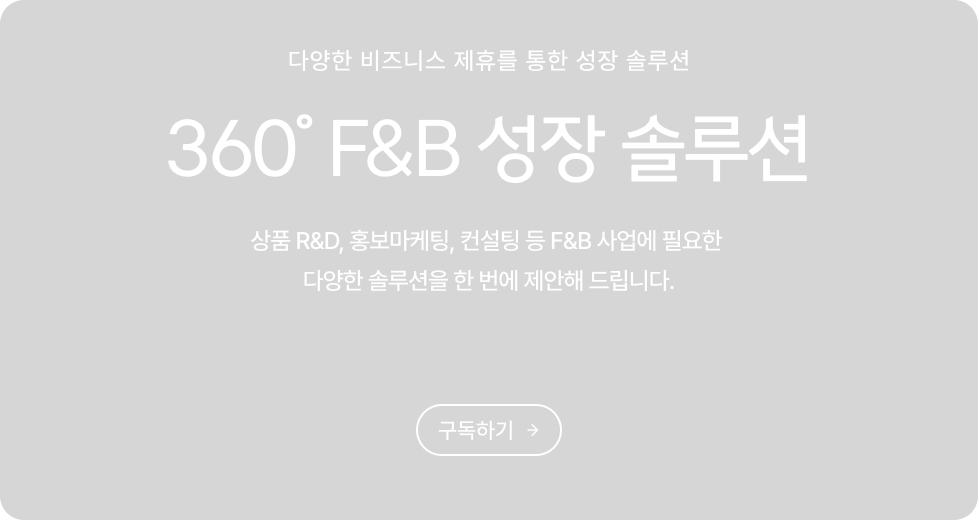 다양한 비즈니스 제휴를 통한 성장 솔루션
360° F&B 성장 솔루션
상품 R&D, 홍보마케팅, 컨설팅 등 F&B 사업에 필요한
다양한 솔루션을 한 번에 제안해 드립니다.
구독하기 →